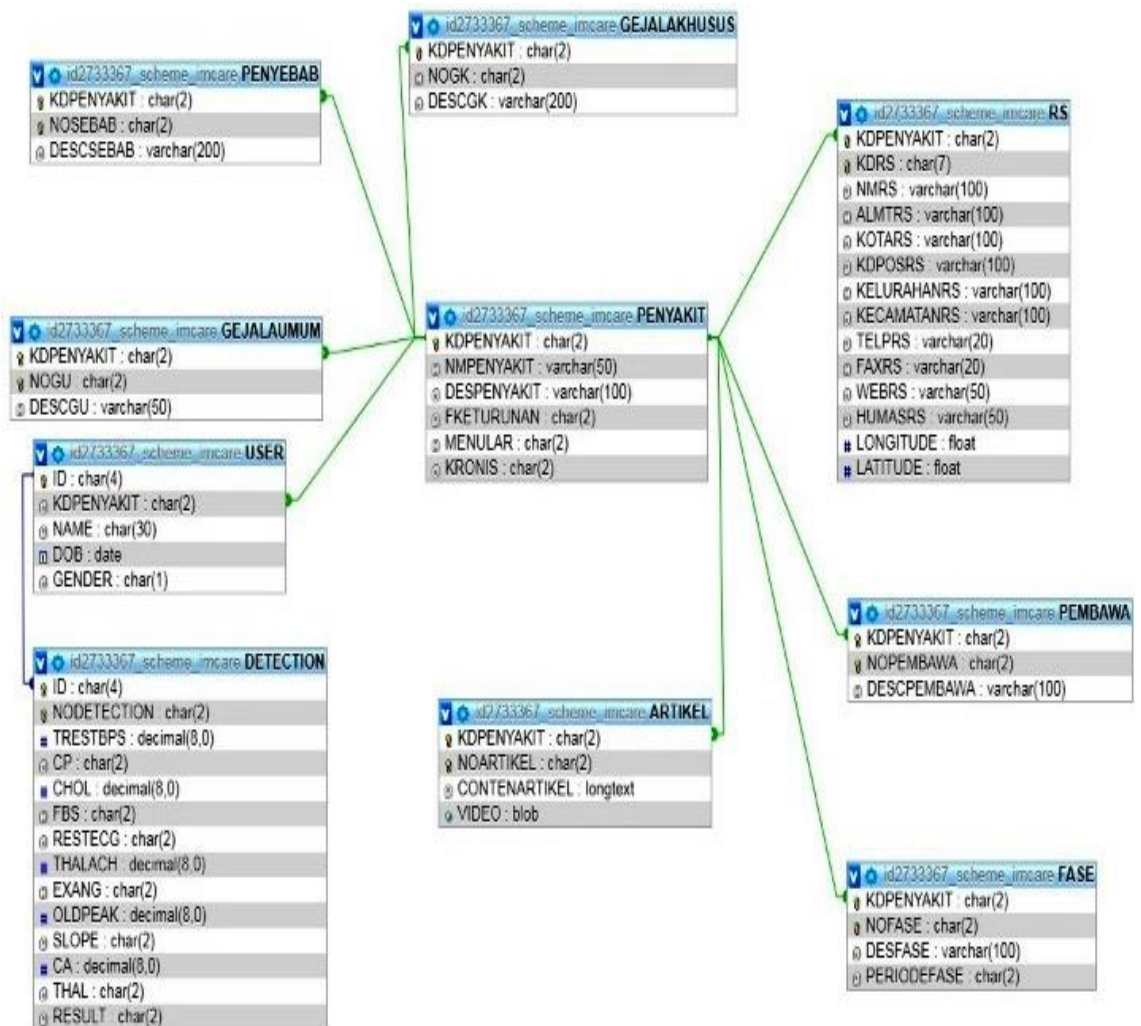 id2733367_scheme_imcare GEJALAKHUSUS
KDPENYAKIT : char(2)
NOGK : char(2)
DESCGK : varchar(200)
id2733367_scheme_imcare PENYEBAB
KDPENYAKIT : char(2)
NOSEBAB : char(2)
DESCSEBAB : varchar(200)
id2733367_scheme_imcare RS
KDPENYAKIT : char(2)
KDRS : char(7)
NMRS : varchar(100)
ALMTRS : varchar(100)
KOTARS : varchar(100)
KDPOSRS : varchar(100)
KELURAHANRS : varchar(100)
KECAMATANRS : varchar(100)
TELPRS : varchar(20)
FAXRS : varchar(20)
WEBRS : varchar(50)
HUMASRS : varchar(50)
# LONGITUDE : float
# LATITUDE : float
id2733367_scheme_imcare PENYAKIT
KDPENYAKIT : char(2)
NMPENYAKIT : varchar(50)
DESPENYAKIT : varchar(100)
FKETURUNAN : char(2)
MENULAR : char(2)
KRONIS : char(2)
id2733367_scheme_imcare GEJALAUMUM
KDPENYAKIT : char(2)
NOGU : char(2)
DESCGU : varchar(50)
id2733367_scheme_imcare USER
ID : char(4)
KDPENYAKIT : char(2)
NAME : char(30)
DOB : date
GENDER : char(1)
id2733367_scheme_imcare DETECTION
ID : char(4)
NODETECTION : char(2)
TRESTBPS : decimal(8,0)
CP : char(2)
CHOL : decimal(8,0)
FBS : char(2)
RESTECG : char(2)
THALACH : decimal(8,0)
EXANG : char(2)
OLDPEAK : decimal(8,0)
SLOPE : char(2)
CA : decimal(8,0)
THAL : char(2)
RESULT : char(2)
id2733367_scheme_imcare ARTIKEL
KDPENYAKIT : char(2)
NOARTIKEL : char(2)
CONTENARTIKEL : longtext
VIDEO : blob
id2733367_scheme_imcare PEMBAWA
KDPENYAKIT : char(2)
NOPEMBAWA : char(2)
DESCPEMBAWA : varchar(100)
id2733367_scheme_imcare FASE
KDPENYAKIT : char(2)
NOFASE : char(2)
DESFASE : varchar(100)
PERIODEFASE : char(2)